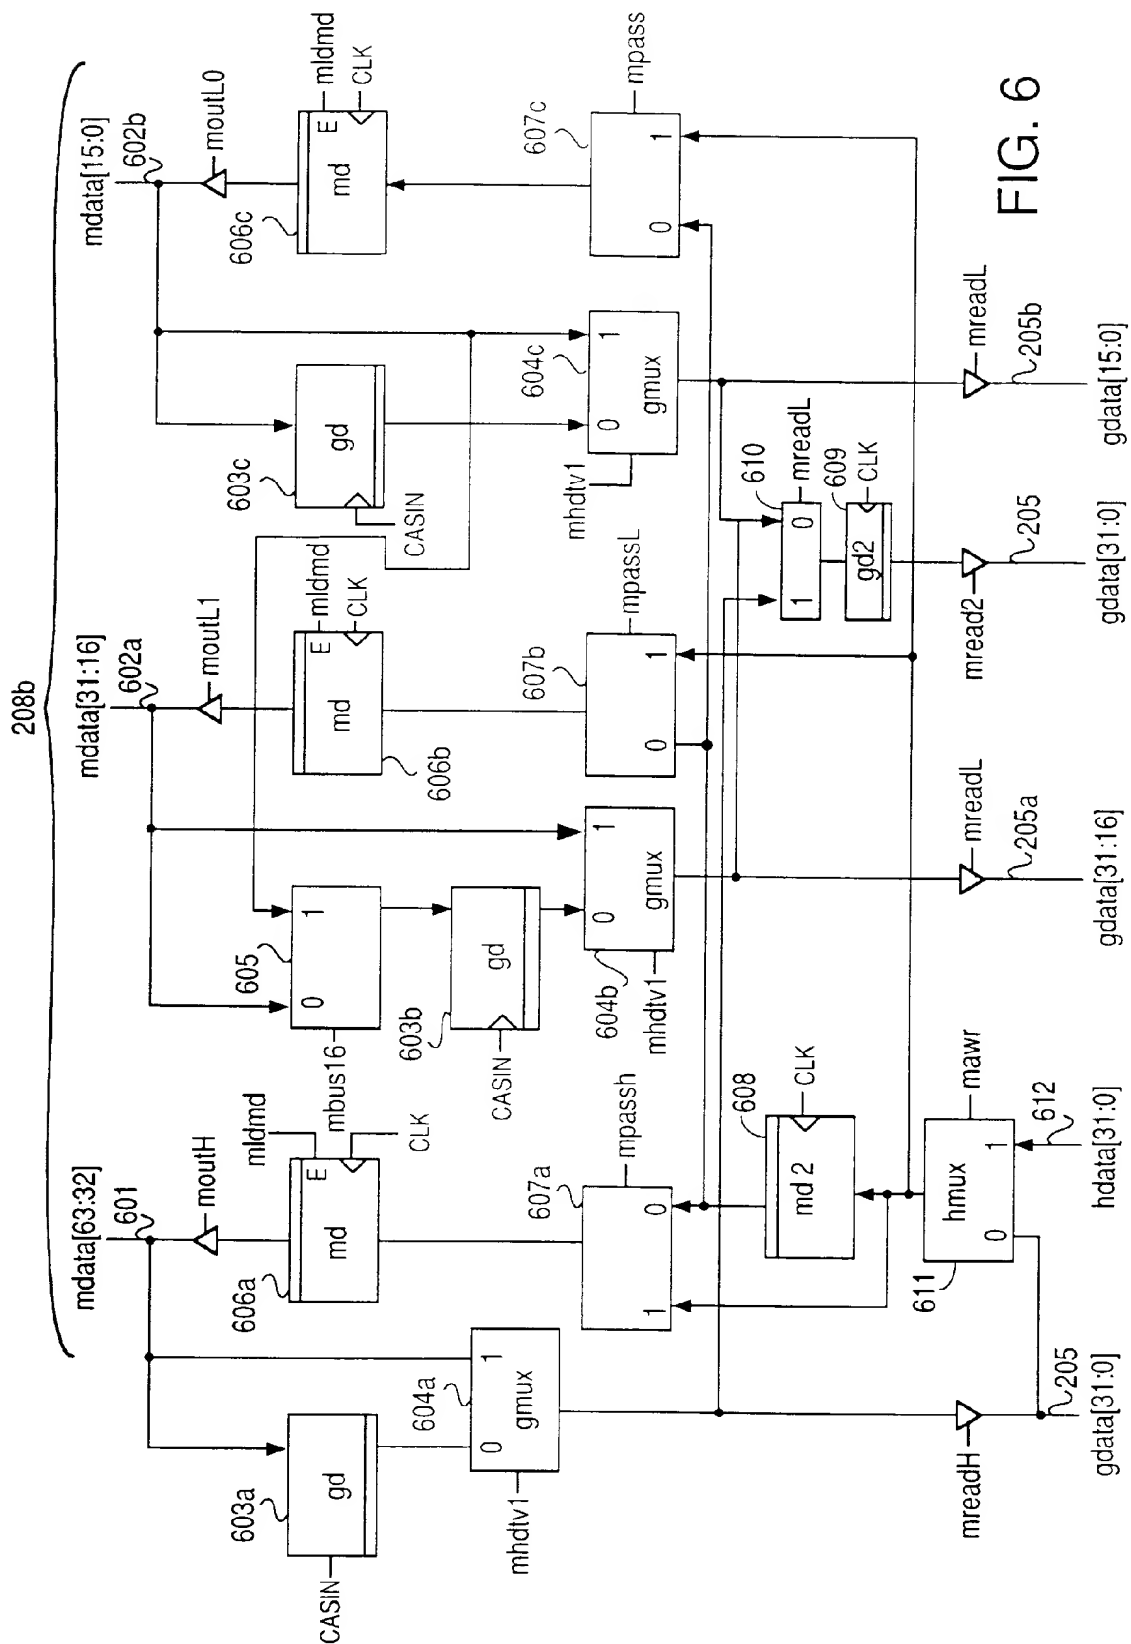 208b
mdata[63:32]
601
moutH
mldmd
E
md
606a
CLK
603a
gd
CASIN
604a
0
1
gmux
mhdtv1
607a
1
0
mpassh
608
md 2
CLK
611
hmux
0
1
mawr
612
hdata[31:0]
mreadH
205
gdata[31:0]
mdata[31:16]
602a
moutL1
mldmd
E
md
606b
CLK
605
0
1
mbus16
603b
gd
CASIN
604b
0
1
gmux
mhdtv1
607b
0
1
mpassL
mreadL
205a
gdata[31:16]
mdata[15:0]
602b
moutL0
mldmd
E
md
606c
CLK
603c
gd
CASIN
604c
0
1
gmux
mhdtv1
607c
0
1
mpass
610
1
0
mreadL
609
gd2
CLK
mread2
205
gdata[31:0]
mreadL
205b
gdata[15:0]
FIG. 6